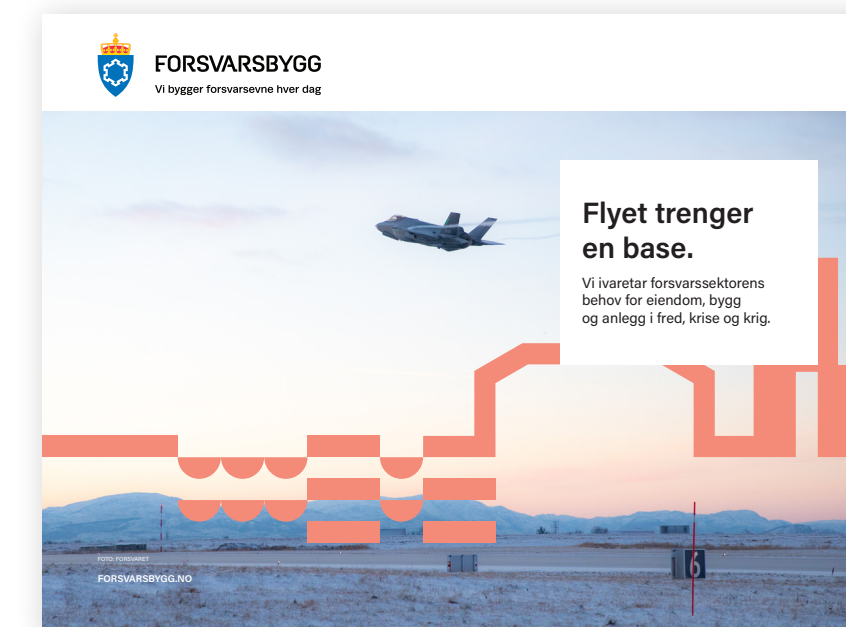 FORSVARSBYGG
Vi bygger forsvarsevne hver dag
Flyet trenger
en base.
Vi ivaretar forsvarssektorens
behov for eiendom, bygg
og anlegg i fred, krise og krig.
6
FOTO: FORSVARET
FORSVARSBYGG.NO